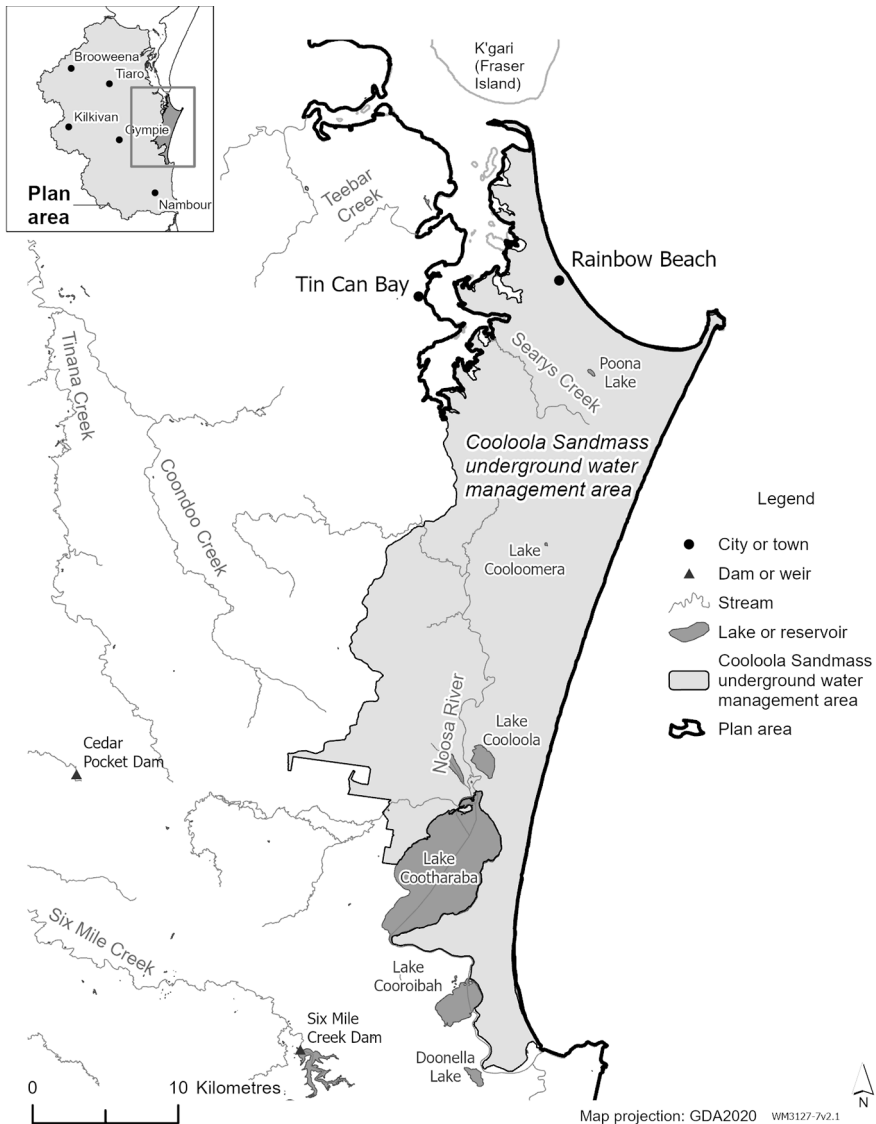 Brooweena
Tiaro
Kilkivan
Gympie
Plan
area
Nambour
K'gari
(Fraser
Island)
Teebar
Creek
Tin Can Bay
Rainbow Beach
Tinana Creek
Searys Creek
Poona
Lake
Cooloola Sandmass
underground water
management area
Coondoo Creek
Lake
Cooloomera
Legend
City or town
Dam or weir
Stream
Lake or reservoir
Cooloola Sandmass
underground water
management area
Plan area
Noosa River
Lake
Cooloola
Cedar
Pocket Dam
Lake
Cootharaba
Six Mile Creek
Lake
Cooroibah
Six Mile
Creek Dam
Doonella
Lake
0 10 Kilometres
N
Map projection: GDA2020 WM3127-7v2.1